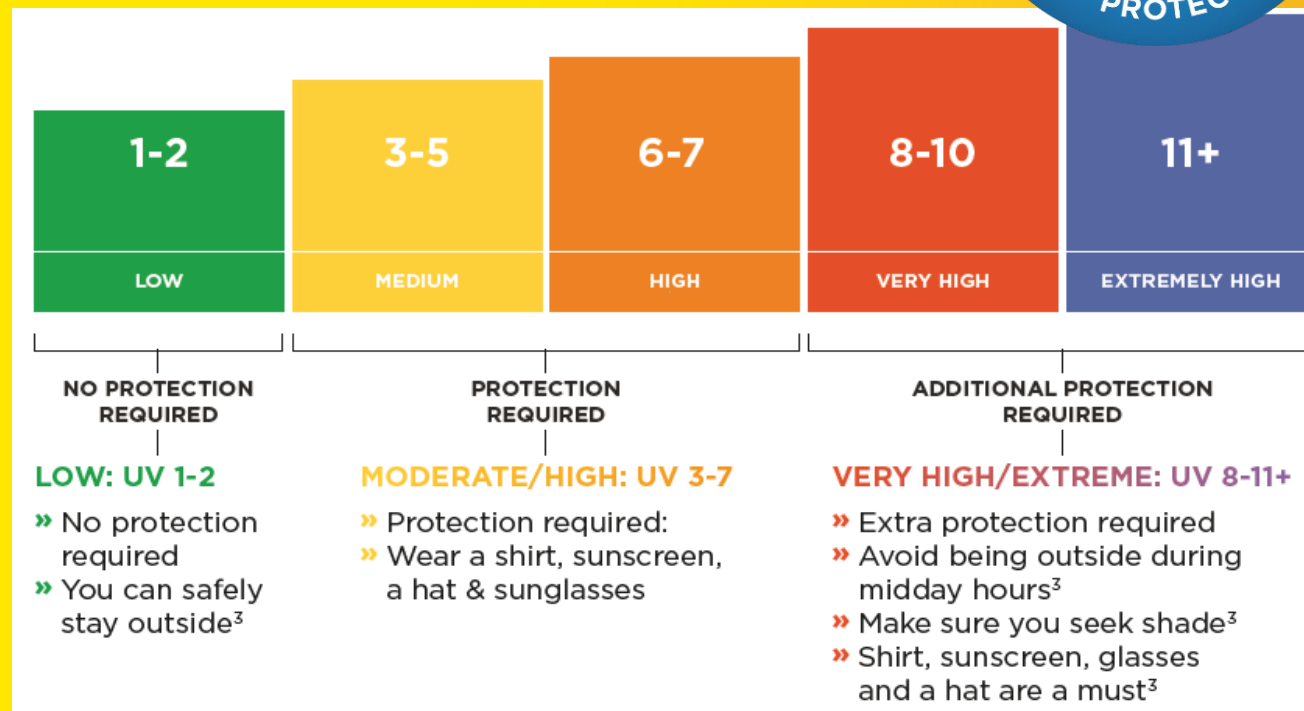 PROTEC
1-2
3-5
6-7
8-10
11+
LOW
MEDIUM
HIGH
VERY HIGH
EXTREMELY HIGH
NO PROTECTION
REQUIRED
PROTECTION
REQUIRED
ADDITIONAL PROTECTION
REQUIRED
LOW: UV 1-2
» No protection
required
» You can safely
stay outside³
MODERATE/HIGH: UV 3-7
» Protection required:
» Wear a shirt, sunscreen,
a hat & sunglasses
VERY HIGH/EXTREME: UV 8-11+
» Extra protection required
» Avoid being outside during
midday hours³
» Make sure you seek shade³
» Shirt, sunscreen, glasses
and a hat are a must³